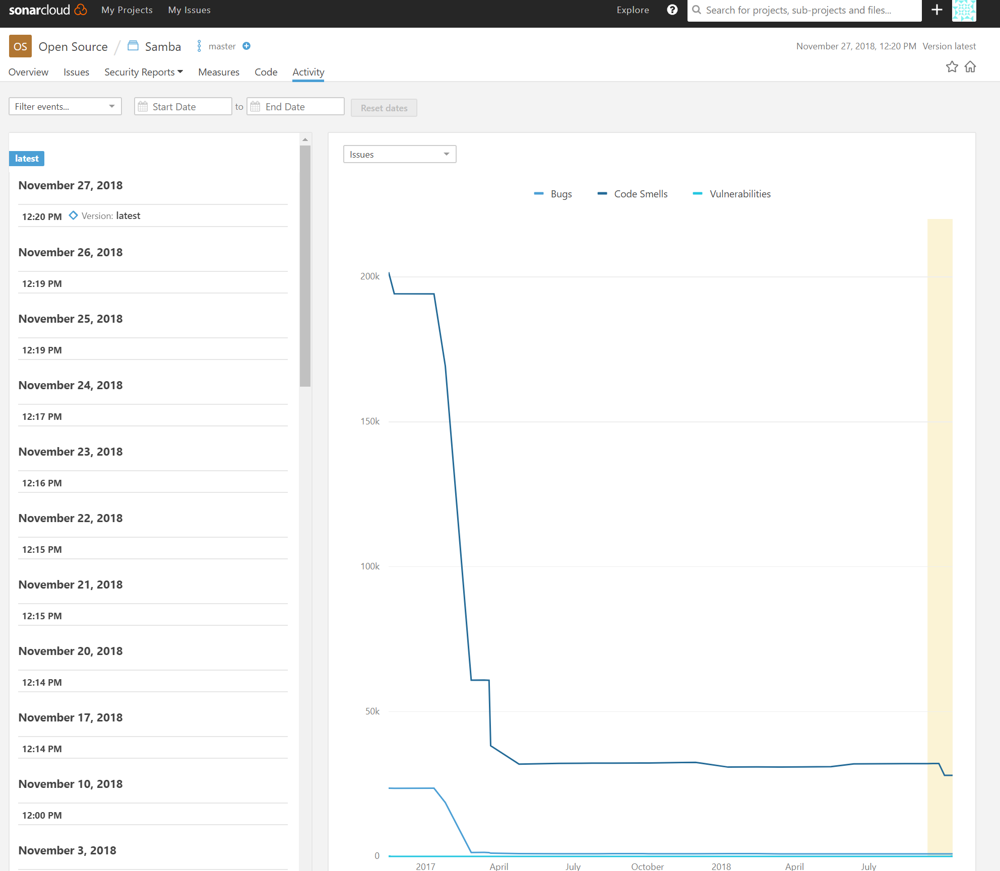 sonarcloud My Projects My Issues Explore ? Search for projects, sub-projects and files... +
OS Open Source / Samba master November 27, 2018, 12:20 PM Version latest
Overview Issues Security Reports Measures Code Activity
Filter events... Start Date to End Date Reset dates
latest
November 27, 2018
12:20 PM Version: latest
November 26, 2018
12:19 PM
November 25, 2018
12:19 PM
November 24, 2018
12:17 PM
November 23, 2018
12:16 PM
November 22, 2018
12:15 PM
November 21, 2018
12:15 PM
November 20, 2018
12:14 PM
November 17, 2018
12:14 PM
November 10, 2018
12:00 PM
November 3, 2018
Issues
Bugs Code Smells Vulnerabilities
200k
150k
100k
50k
0
2017 April July October 2018 April July